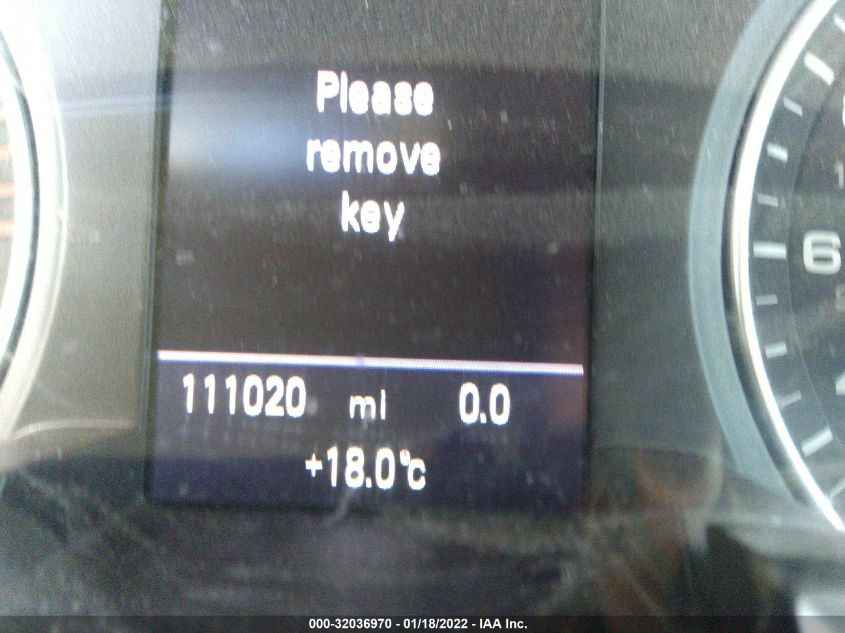 Please
remove
key
111020 mi 0.0
+18.0°c
6
000-32036970 - 01/18/2022 - IAA Inc.